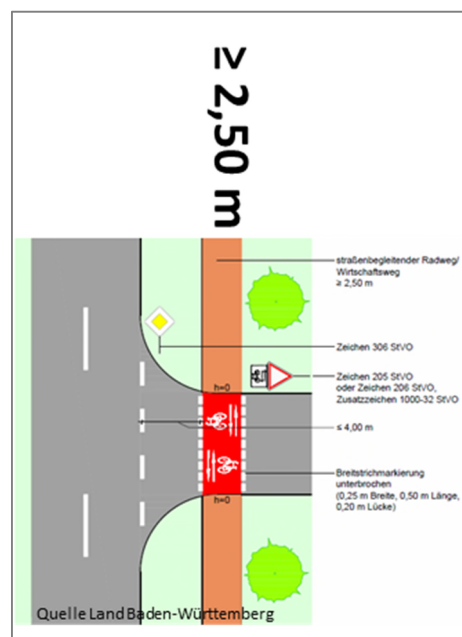 ≥ 2,50 m
straßenbegleitender Radweg/
Wirtschaftsweg
≥ 2,50 m
Zeichen 306 StVO
Zeichen 205 StVO
oder Zeichen 206 StVO,
Zusatzzeichen 1000-32 StVO
h=0
≤ 4,00 m
Breitstrichmarkierung
unterbrochen
(0,25 m Breite, 0,50 m Länge,
0,20 m Lücke)
h=0
Quelle Land Baden-Württemberg